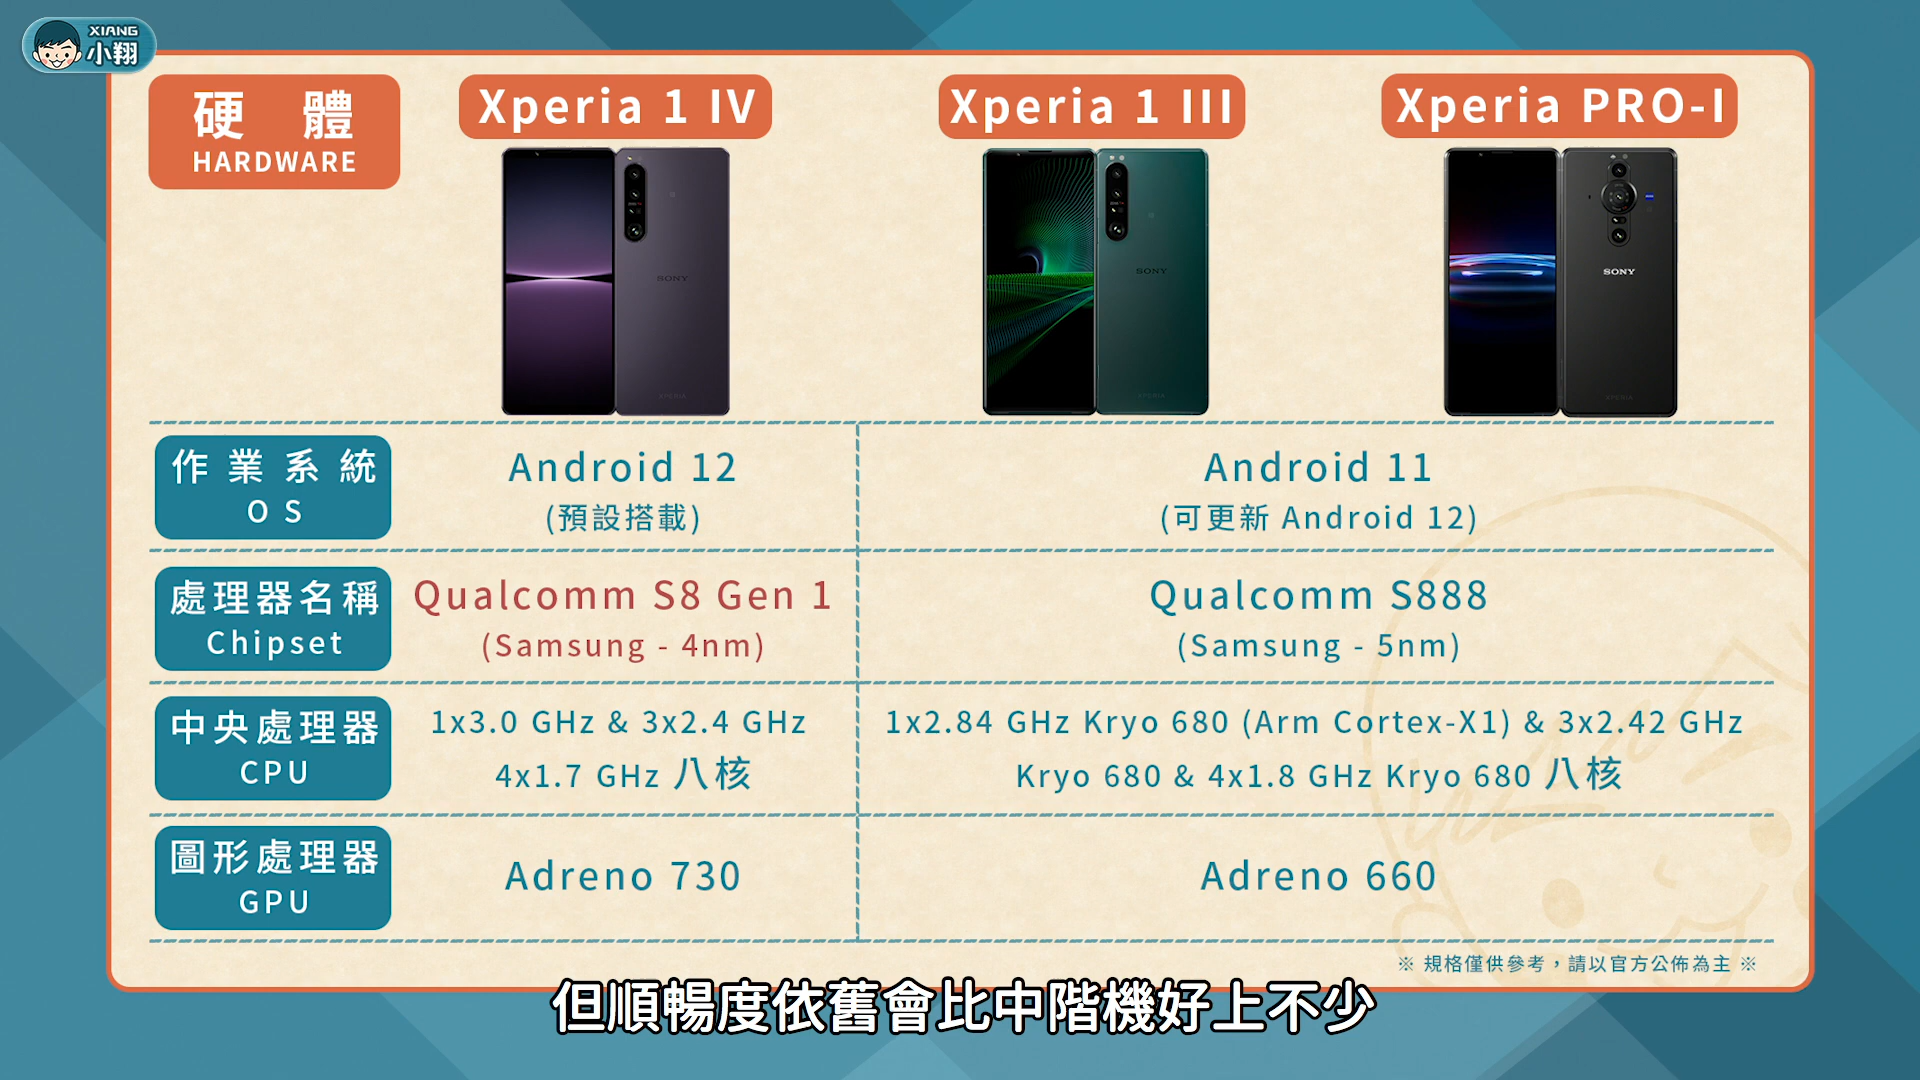 XIANG
小翔
硬體
HARDWARE
Xperia 1 IV
Xperia 1 III
Xperia PRO-I
SONY
SONY
SONY
XPERIA
XPERIA
XPERIA
作業系統
OS
Android 12
(預設搭載)
Android 11
(可更新 Android 12)
處理器名稱
Chipset
Qualcomm S8 Gen 1
(Samsung - 4nm)
Qualcomm S888
(Samsung - 5nm)
中央處理器
CPU
1x3.0 GHz & 3x2.4 GHz
4x1.7 GHz 八核
1x2.84 GHz Kryo 680 (Arm Cortex-X1) & 3x2.42 GHz
Kryo 680 & 4x1.8 GHz Kryo 680 八核
圖形處理器
GPU
Adreno 730
Adreno 660
※ 規格僅供參考，請以官方公佈為主 ※
但順暢度依舊會比中階機好上不少